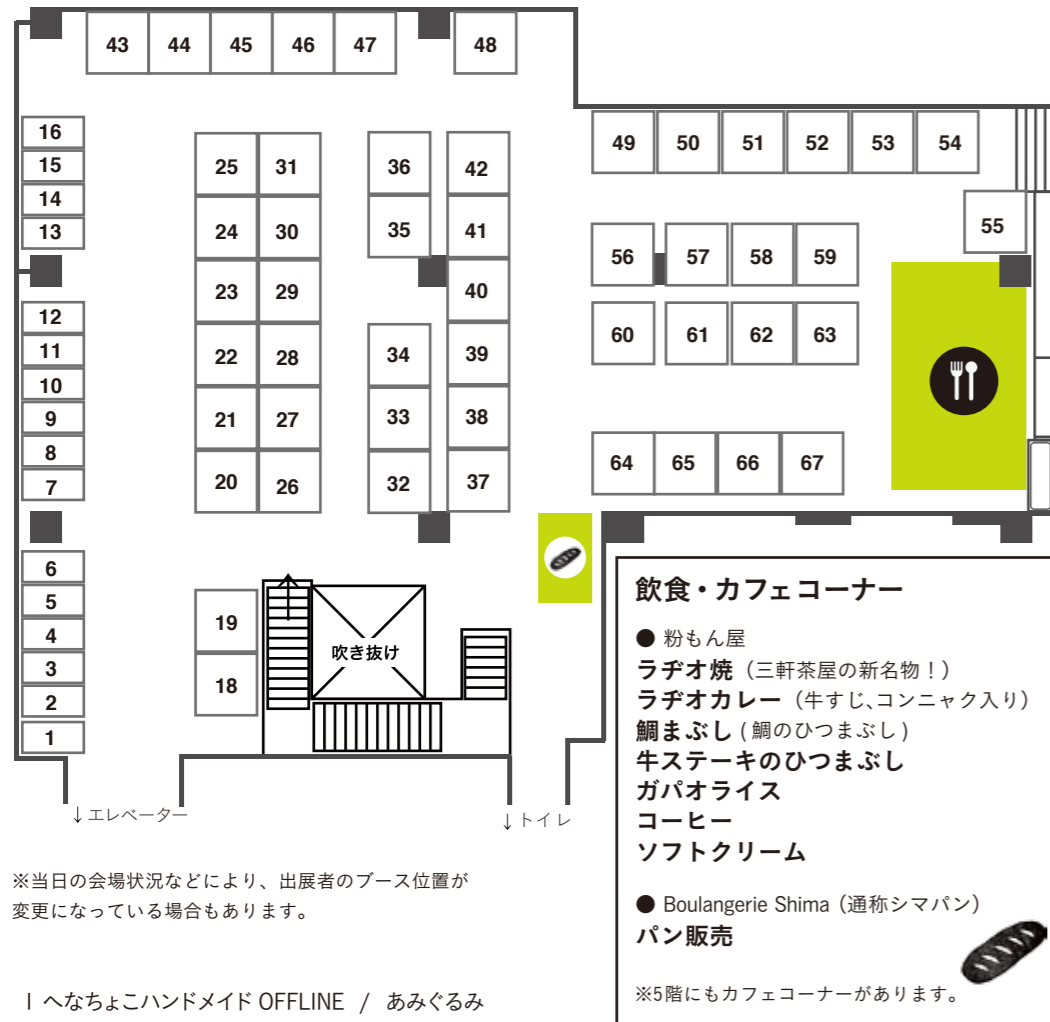 43 44 45 46 47 48
49 50 51 52 53 54
16
15
14
13
12
11
10
9
8
7
6
5
4
3
2
1
25 31
24 30
23 29
22 28
21 27
20 26
19
18
36 42
35 41
40
34 39
33 38
32 37
55
56 57 58 59
60 61 62 63
64 65 66 67
吹き抜け
↓エレベーター
↓トイレ
※当日の会場状況などにより、出展者のブース位置が
変更になっている場合もあります。
1 へなちょこハンドメイド OFFLINE / あみぐるみ
飲食・カフェコーナー
● 粉もん屋
ラヂオ焼（三軒茶屋の新名物！）
ラヂオカレー（牛すじ、コンニャク入り）
鯛まぶし ( 鯛のひつまぶし )
牛ステーキのひつまぶし
ガパオライス
コーヒー
ソフトクリーム
● Boulangerie Shima（通称シマパン）
パン販売
※5階にもカフェコーナーがあります。